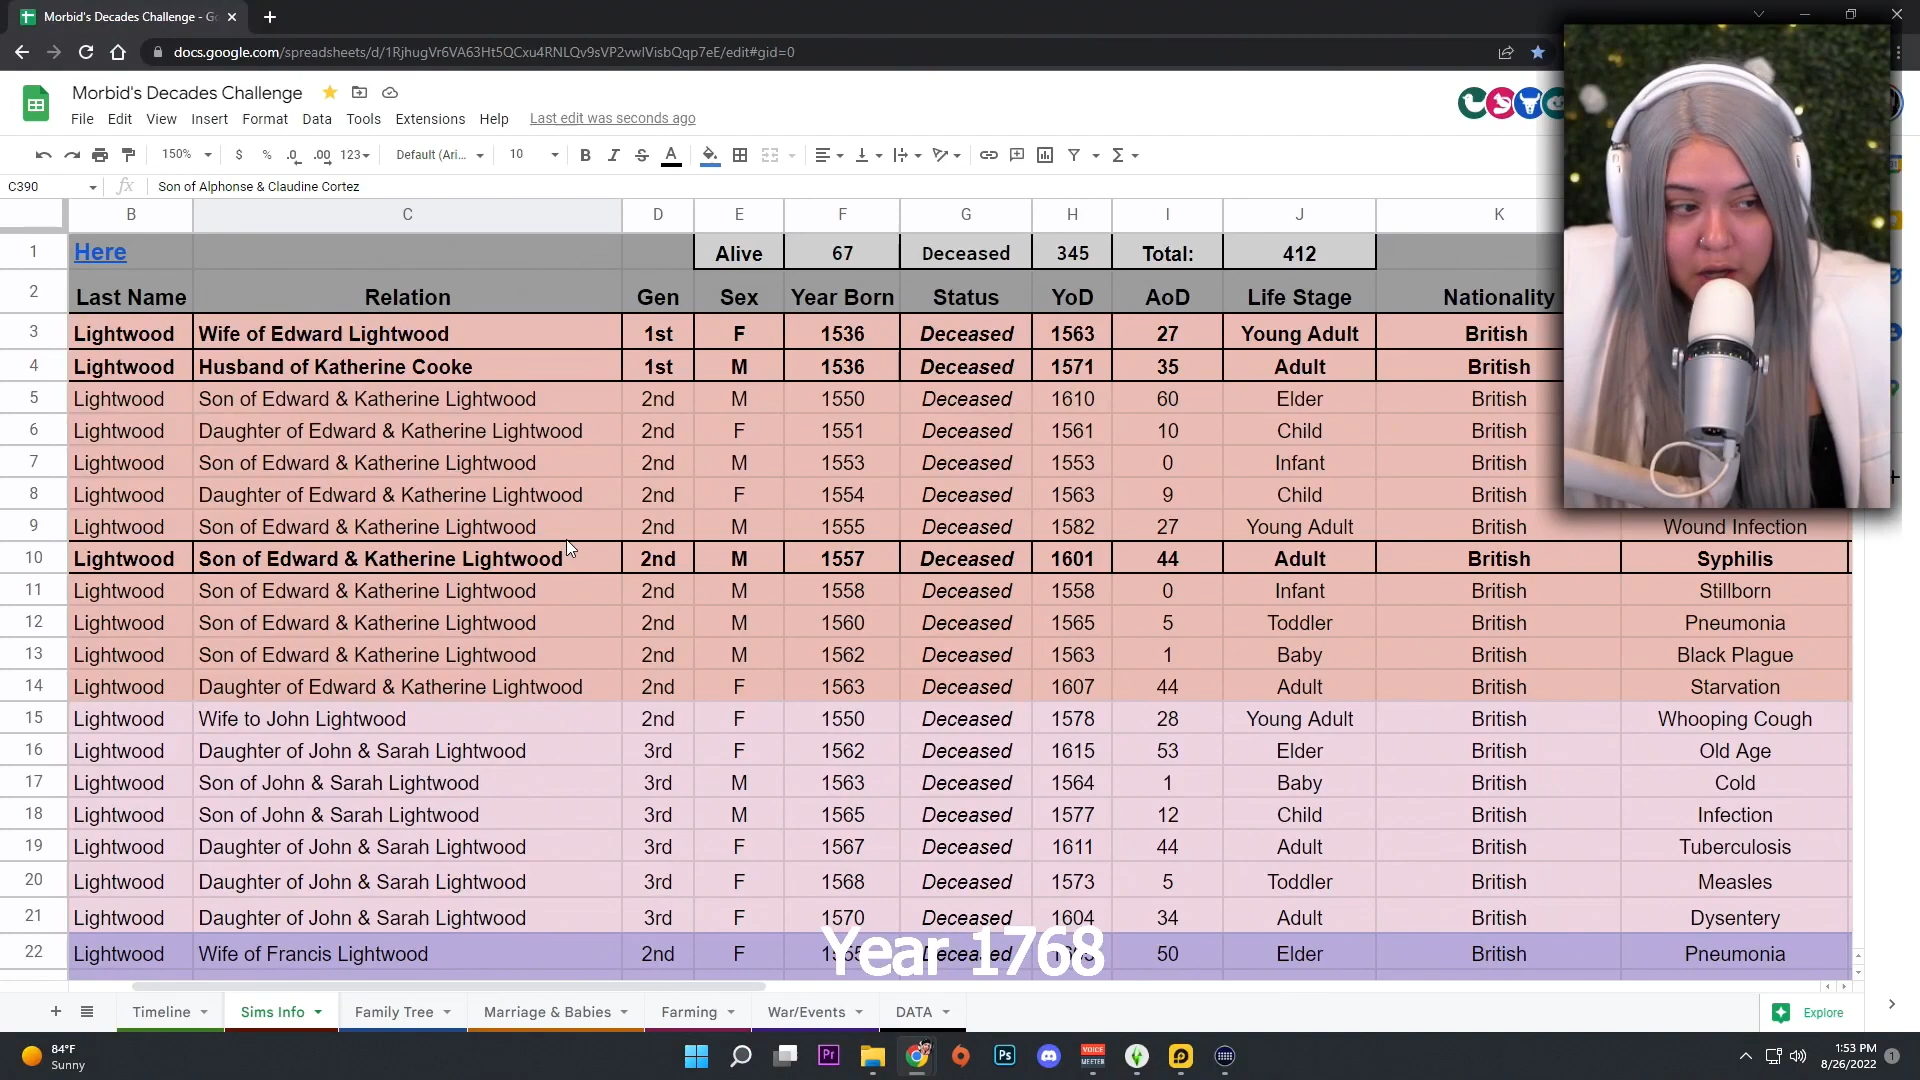 Morbid's Decades Challenge - Go
docs.google.com/spreadsheets/d/1RjhugVr6VA63Ht5QCxu4RNLQv9sVP2vwIVisbQqp7eE/edit#gid=0
Morbid's Decades Challenge
File Edit View Insert Format Data Tools Extensions Help Last edit was seconds ago
150% $ % .0 .00 123 Default (Ari... 10 B I S A
C390 fx Son of Alphonse & Claudine Cortez
B C D E F G H I J K
1 Here Alive 67 Deceased 345 Total: 412
2 Last Name Relation Gen Sex Year Born Status YoD AoD Life Stage Nationality
3 Lightwood Wife of Edward Lightwood 1st F 1536 Deceased 1563 27 Young Adult British
4 Lightwood Husband of Katherine Cooke 1st M 1536 Deceased 1571 35 Adult British
5 Lightwood Son of Edward & Katherine Lightwood 2nd M 1550 Deceased 1610 60 Elder British
6 Lightwood Daughter of Edward & Katherine Lightwood 2nd F 1551 Deceased 1561 10 Child British
7 Lightwood Son of Edward & Katherine Lightwood 2nd M 1553 Deceased 1553 0 Infant British
8 Lightwood Daughter of Edward & Katherine Lightwood 2nd F 1554 Deceased 1563 9 Child British
9 Lightwood Son of Edward & Katherine Lightwood 2nd M 1555 Deceased 1582 27 Young Adult British Wound Infection
10 Lightwood Son of Edward & Katherine Lightwood 2nd M 1557 Deceased 1601 44 Adult British Syphilis
11 Lightwood Son of Edward & Katherine Lightwood 2nd M 1558 Deceased 1558 0 Infant British Stillborn
12 Lightwood Son of Edward & Katherine Lightwood 2nd M 1560 Deceased 1565 5 Toddler British Pneumonia
13 Lightwood Son of Edward & Katherine Lightwood 2nd M 1562 Deceased 1563 1 Baby British Black Plague
14 Lightwood Daughter of Edward & Katherine Lightwood 2nd F 1563 Deceased 1607 44 Adult British Starvation
15 Lightwood Wife to John Lightwood 2nd F 1550 Deceased 1578 28 Young Adult British Whooping Cough
16 Lightwood Daughter of John & Sarah Lightwood 3rd F 1562 Deceased 1615 53 Elder British Old Age
17 Lightwood Son of John & Sarah Lightwood 3rd M 1563 Deceased 1564 1 Baby British Cold
18 Lightwood Son of John & Sarah Lightwood 3rd M 1565 Deceased 1577 12 Child British Infection
19 Lightwood Daughter of John & Sarah Lightwood 3rd F 1567 Deceased 1611 44 Adult British Tuberculosis
20 Lightwood Daughter of John & Sarah Lightwood 3rd F 1568 Deceased 1573 5 Toddler British Measles
21 Lightwood Daughter of John & Sarah Lightwood 3rd F 1570 Deceased 1604 34 Adult British Dysentery
22 Lightwood Wife of Francis Lightwood 2nd F Deceased 50 Elder British Pneumonia
Year 1768
Timeline Sims Info Family Tree Marriage & Babies Farming War/Events DATA Explore
84°F
Sunny
Pr Ps VOICE MEETER
1:53 PM
8/26/2022 1